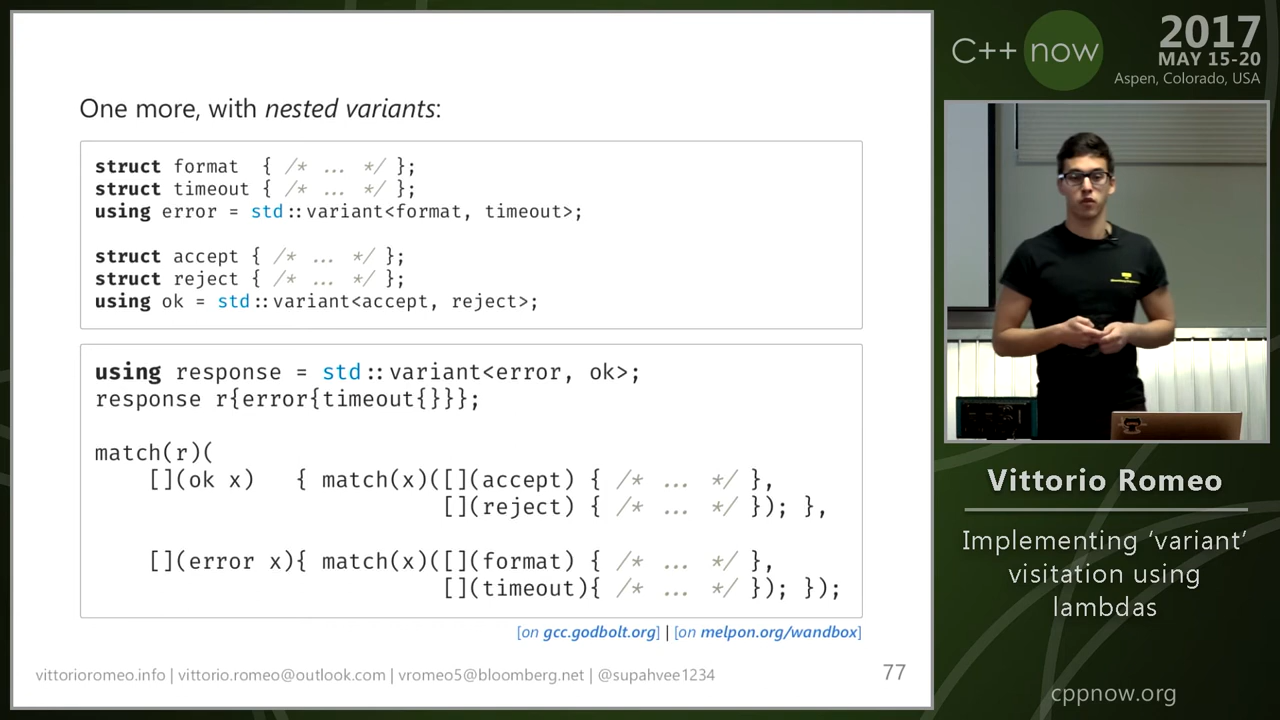 One more, with nested variants:
struct format { /* ... */ };
struct timeout { /* ... */ };
using error = std::variant<format, timeout>;
struct accept { /* ... */ };
struct reject { /* ... */ };
using ok = std::variant<accept, reject>;
using response = std::variant<error, ok>;
response r{error{timeout{}}};
match(r)(
[](ok x) { match(x)([](accept) { /* ... */ },
[](reject) { /* ... */ }); },
[](error x){ match(x)([](format) { /* ... */ },
[](timeout){ /* ... */ }); });
[on gcc.godbolt.org] | [on melpon.org/wandbox]
vittorioromeo.info | vittorio.romeo@outlook.com | vromeo5@bloomberg.net | @supahvee1234
77
C++ now
2017
MAY 15-20
Aspen, Colorado, USA
Vittorio Romeo
Implementing ‘variant’
visitation using
lambdas
cppnow.org